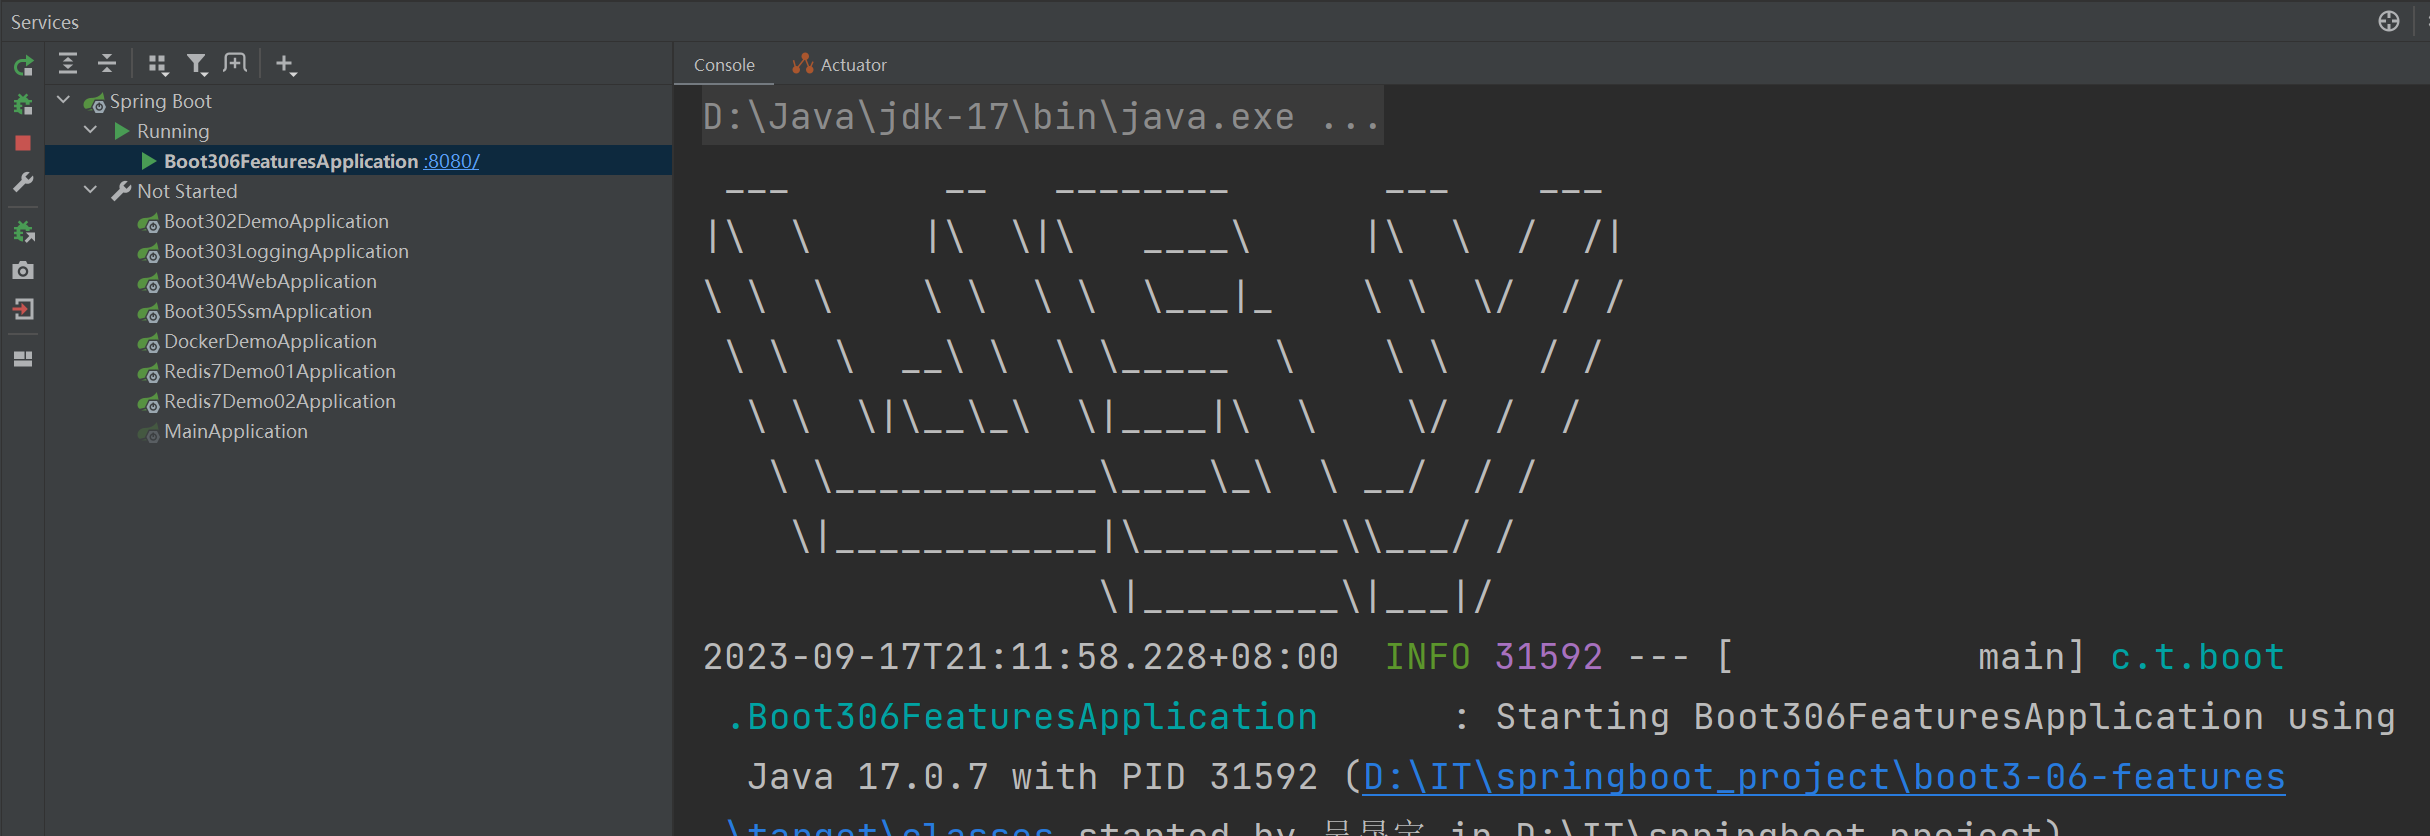 Services
Console
Actuator
Spring Boot
Running
Boot306FeaturesApplication :8080/
Not Started
Boot302DemoApplication
Boot303LoggingApplication
Boot304WebApplication
Boot305SsmApplication
DockerDemoApplication
Redis7Demo01Application
Redis7Demo02Application
MainApplication
D:\Java\jdk-17\bin\java.exe ...
 ___       __   ________       ___    ___
|\  \     |\  \|\   ____\     |\  \  /  /|
\ \  \    \ \  \ \  \___|_    \ \  \/  / /
 \ \  \  __\ \  \ \_____  \    \ \    / /
  \ \  \|\__\_\  \|____|\  \    \/  /  /
   \ \____________\____\_\  \ __/  / /
    \|____________|\_________\\___/ /
                  \|_________\|___|/
2023-09-17T21:11:58.228+08:00  INFO 31592 --- [           main] c.t.boot
.Boot306FeaturesApplication      : Starting Boot306FeaturesApplication using
Java 17.0.7 with PID 31592 (D:\IT\springboot_project\boot3-06-features
\target\classes started by 吴晟宇 in D:\IT\springboot_project)